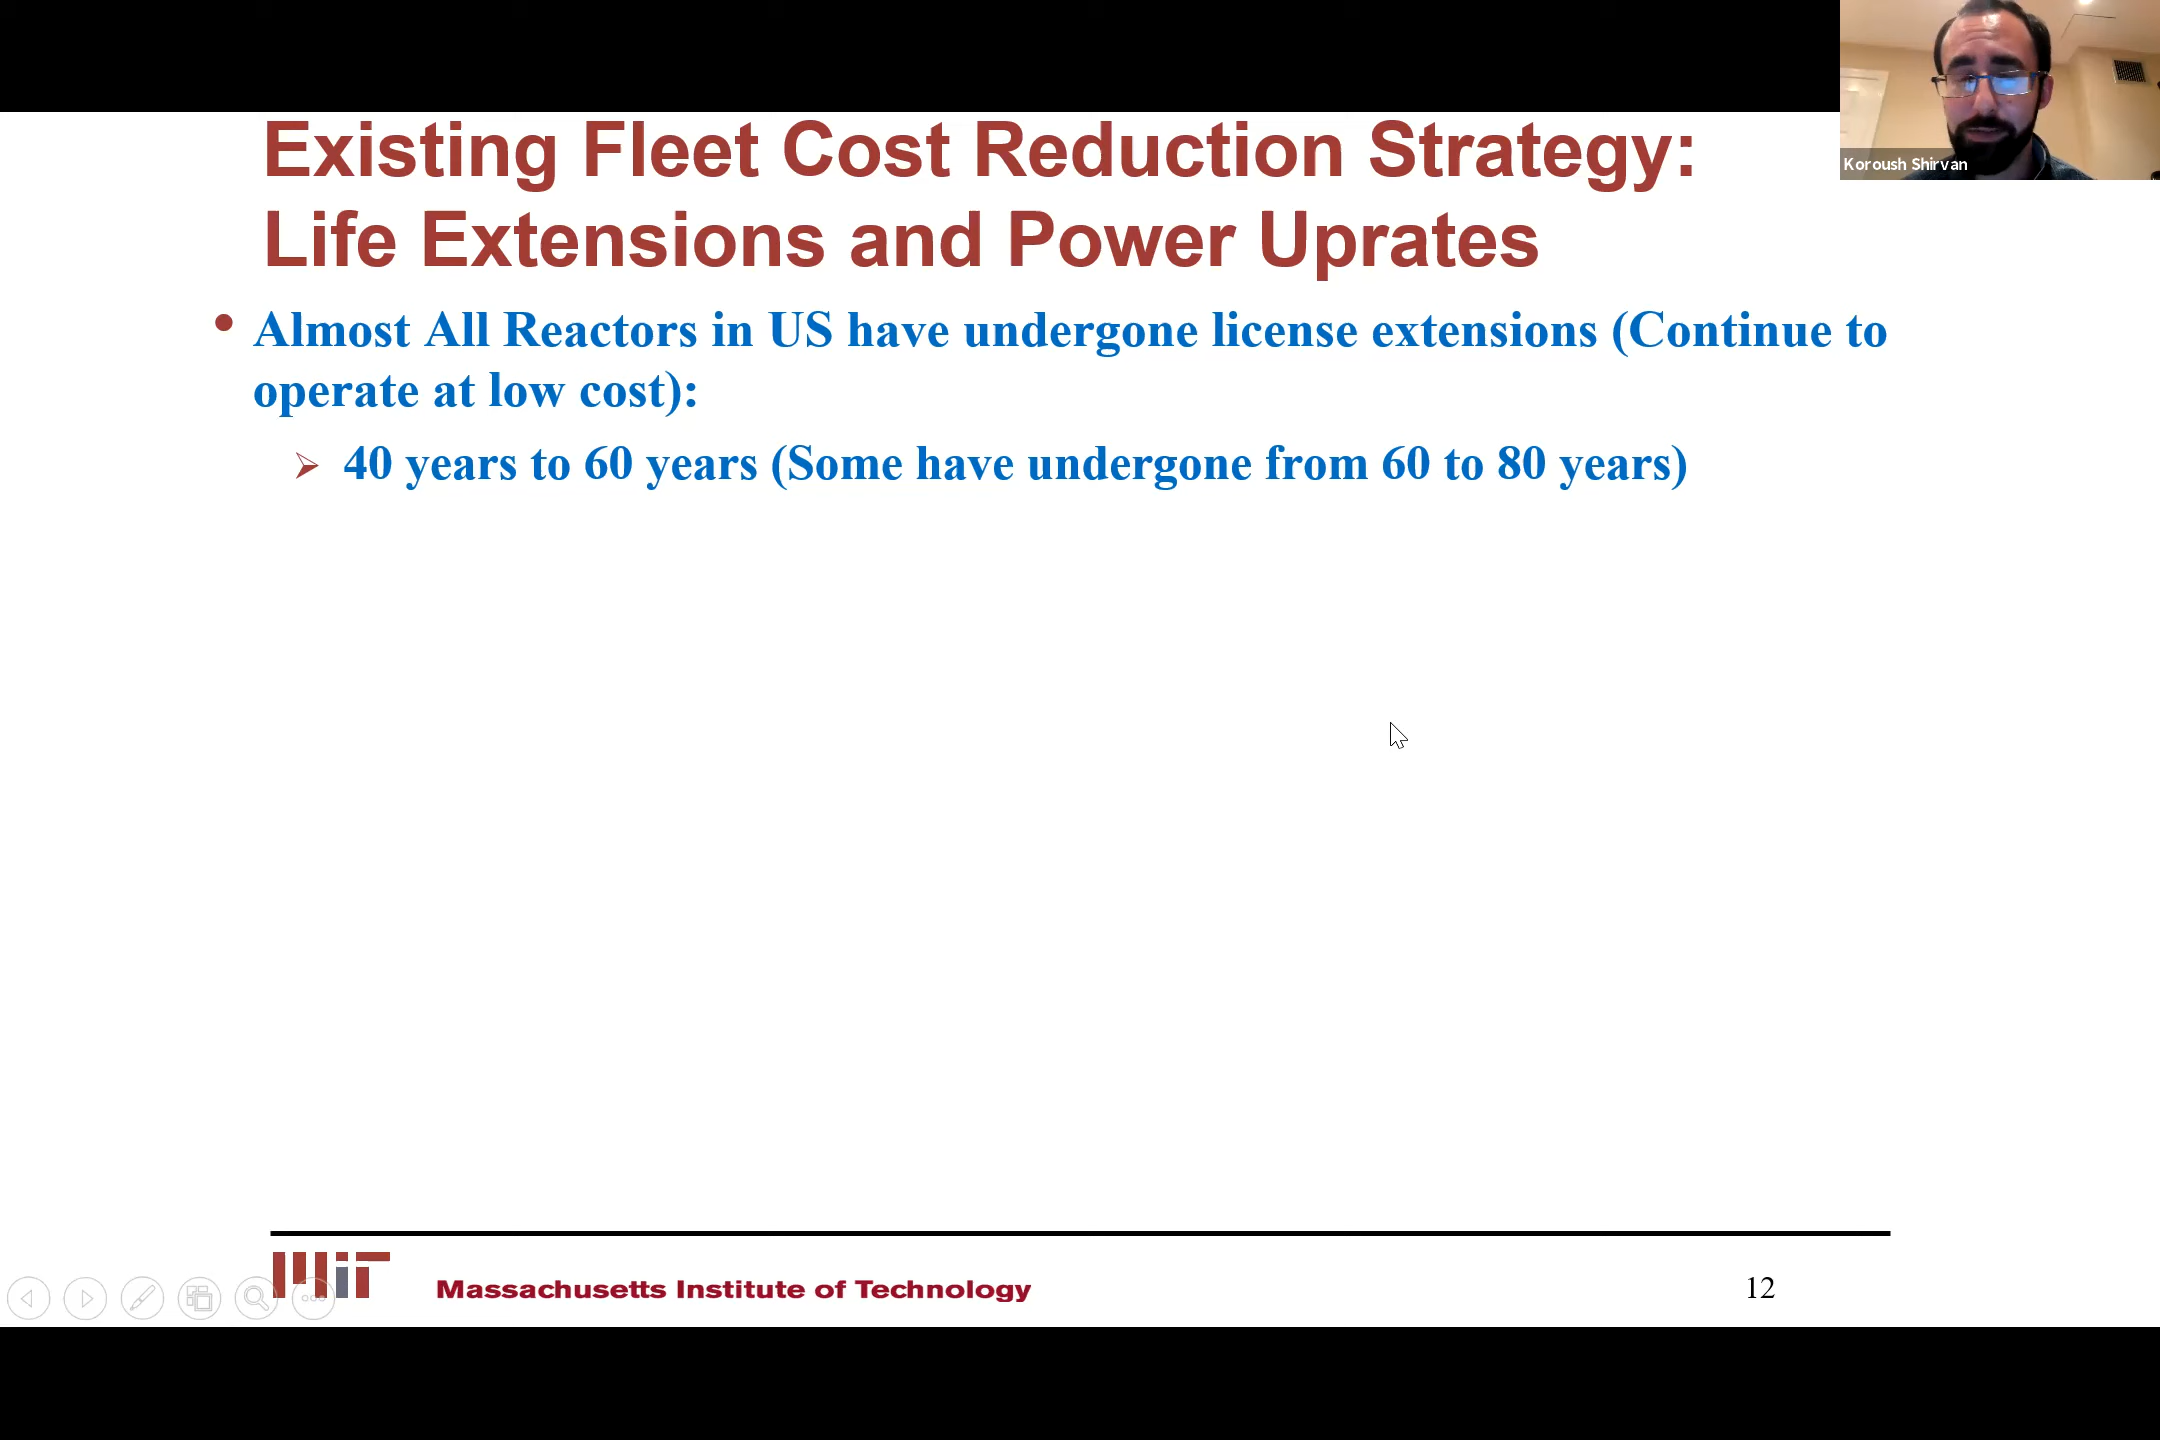 Existing Fleet Cost Reduction Strategy:
Life Extensions and Power Uprates
Koroush Shirvan
• Almost All Reactors in US have undergone license extensions (Continue to
operate at low cost):
➢ 40 years to 60 years (Some have undergone from 60 to 80 years)
MIT
Massachusetts Institute of Technology
12